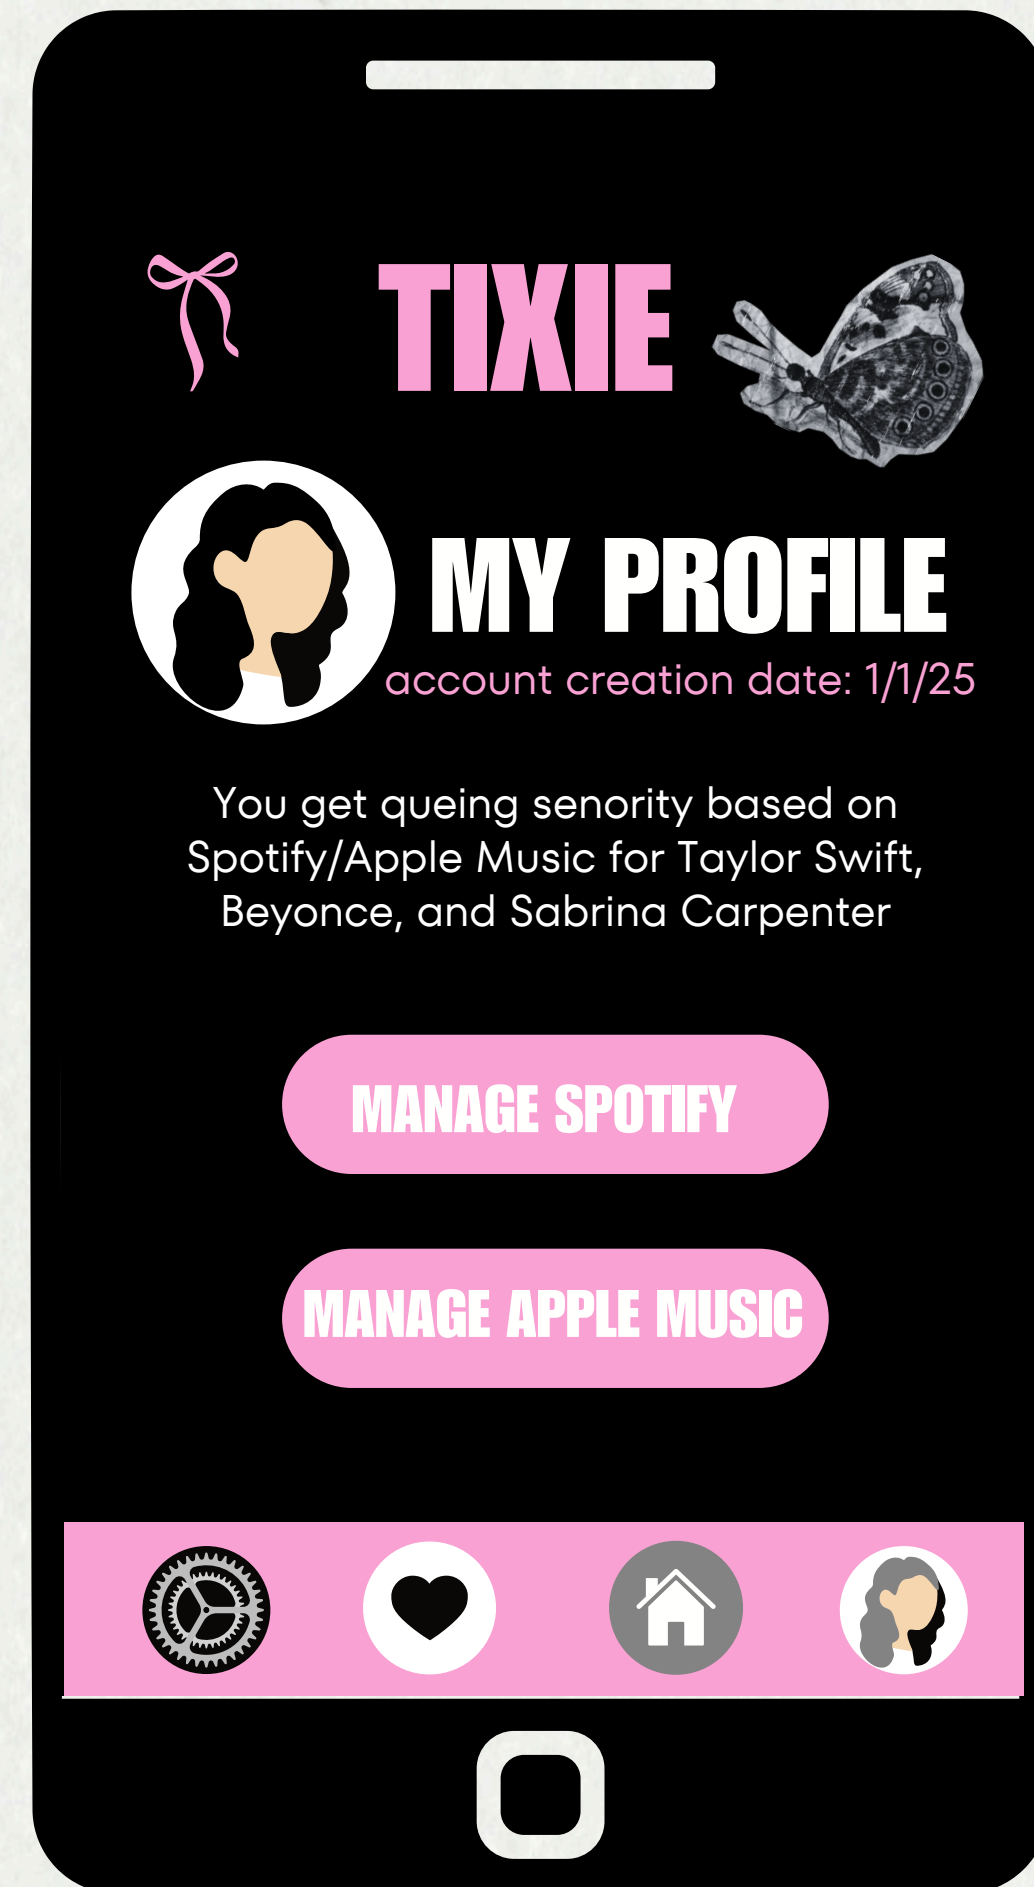 TIXIE
MY PROFILE
account creation date: 1/1/25
You get queing senority based on
Spotify/Apple Music for Taylor Swift,
Beyonce, and Sabrina Carpenter
MANAGE SPOTIFY
MANAGE APPLE MUSIC